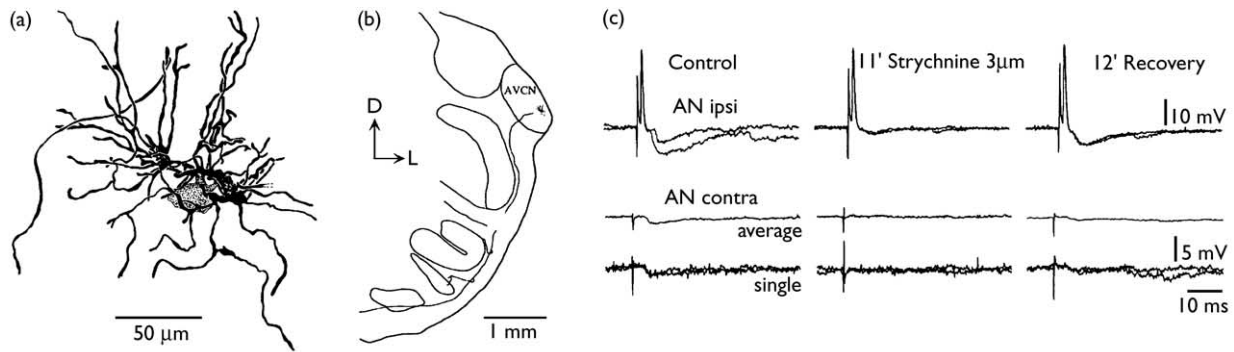 (a)
50 µm
(b)
AVCN
D
L
1 mm
(c)
Control
11' Strychnine 3µm
12' Recovery
AN ipsi
10 mV
AN contra
average
single
5 mV
10 ms